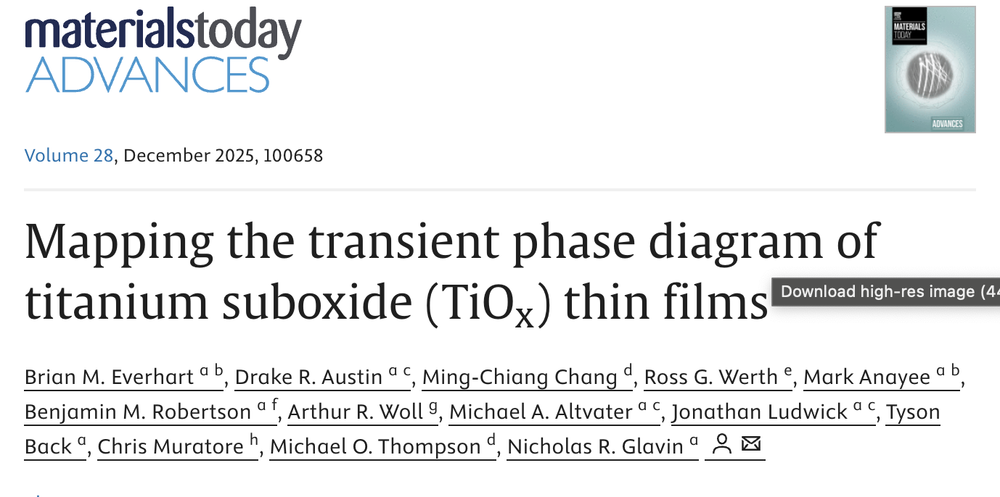 materialstoday
ADVANCES
MATERIALS
TODAY
ADVANCES
Volume 28, December 2025, 100658
Mapping the transient phase diagram of
titanium suboxide (TiOx) thin films
Download high-res image (44
Brian M. Everhart a b, Drake R. Austin a c, Ming-Chiang Chang d, Ross G. Werth e, Mark Anayee a b,
Benjamin M. Robertson a f, Arthur R. Woll g, Michael A. Altvater a c, Jonathan Ludwick a c, Tyson
Back a, Chris Muratore h, Michael O. Thompson d, Nicholas R. Glavin a